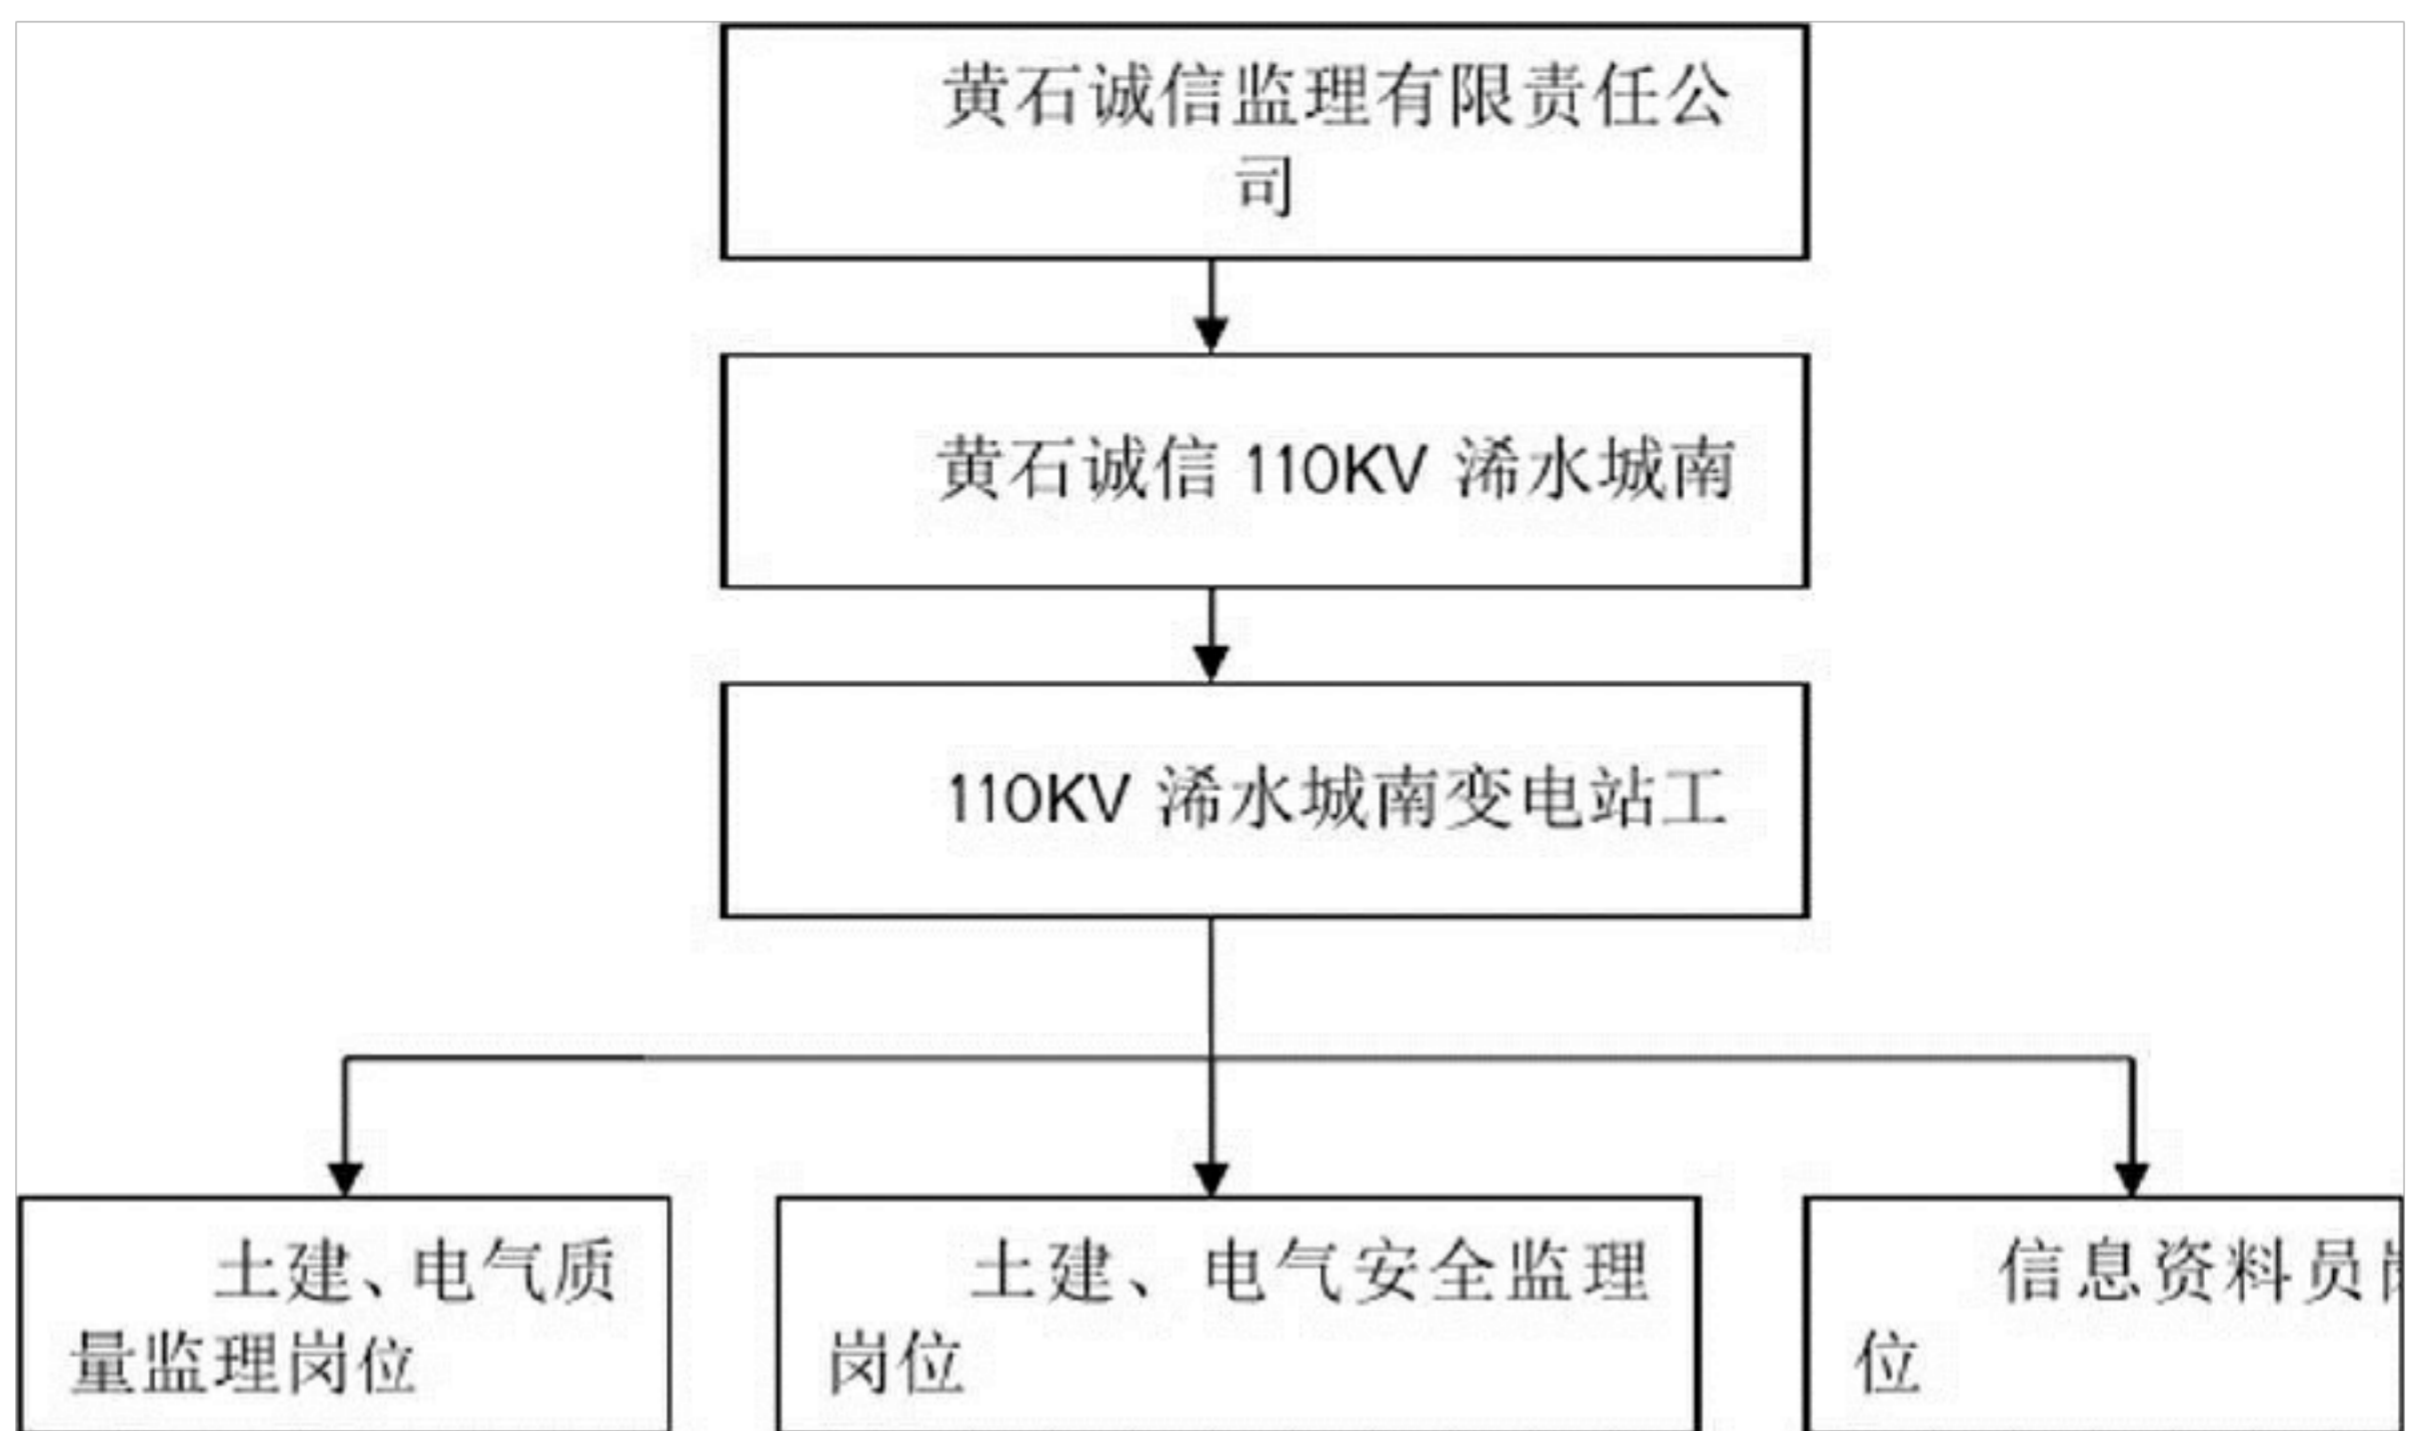 黄石诚信监理有限责任公
司
黄石诚信 110KV 浠水城南
110KV 浠水城南变电站工
土建、电气质
量监理岗位
土建、电气安全监理
岗位
信息资料员岗
位